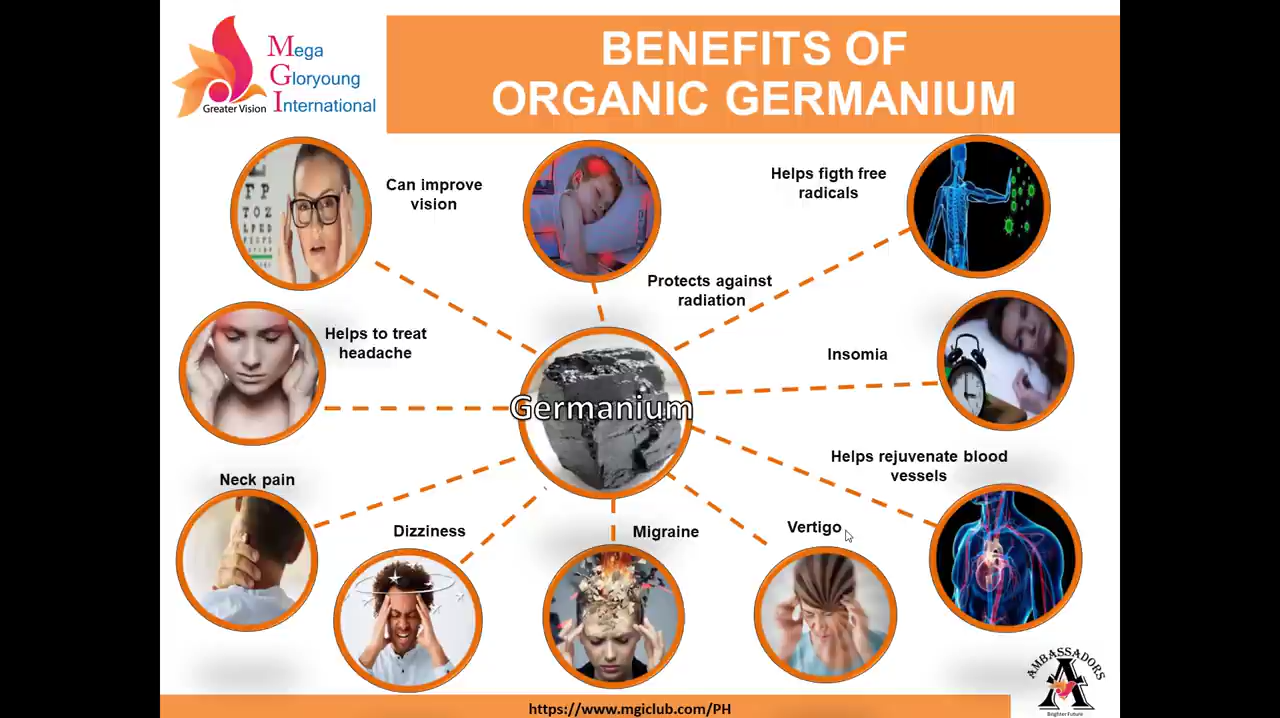 Mega
Gloryoung
International
Greater Vision
BENEFITS OF
ORGANIC GERMANIUM
Can improve
vision
Helps figth free
radicals
Protects against
radiation
Helps to treat
headache
Insomia
Germanium
Helps rejuvenate blood
vessels
Neck pain
Dizziness
Migraine
Vertigo
AMBASSADORS
Brighter Future
https://www.mgiclub.com/PH